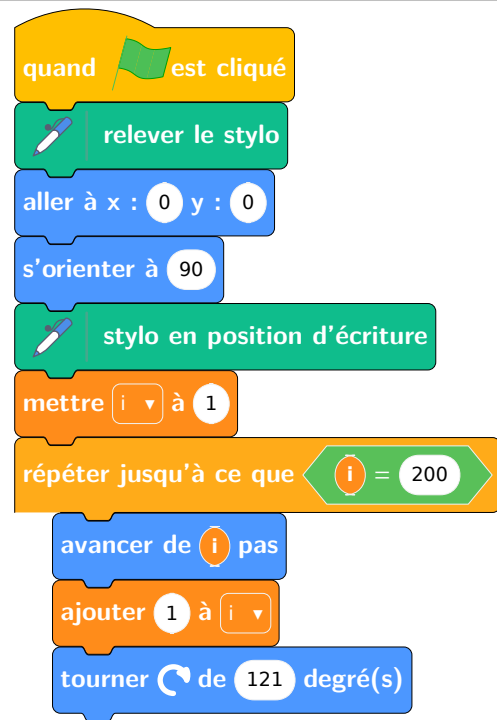 quand est cliqué
relever le stylo
aller à x : 0 y : 0
s'orienter à 90
stylo en position d'écriture
mettre i à 1
répéter jusqu'à ce que i = 200
avancer de i pas
ajouter 1 à i
tourner de 121 degré(s)